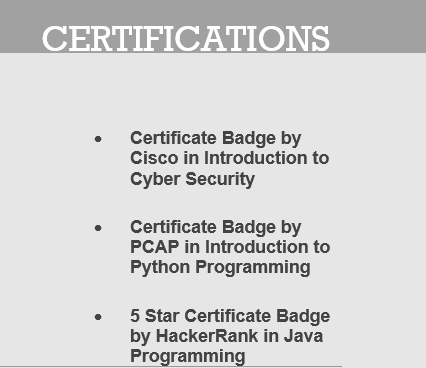 CERTIFICATIONS
• Certificate Badge by
Cisco in Introduction to
Cyber Security
• Certificate Badge by
PCAP in Introduction to
Python Programming
• 5 Star Certificate Badge
by HackerRank in Java
Programming